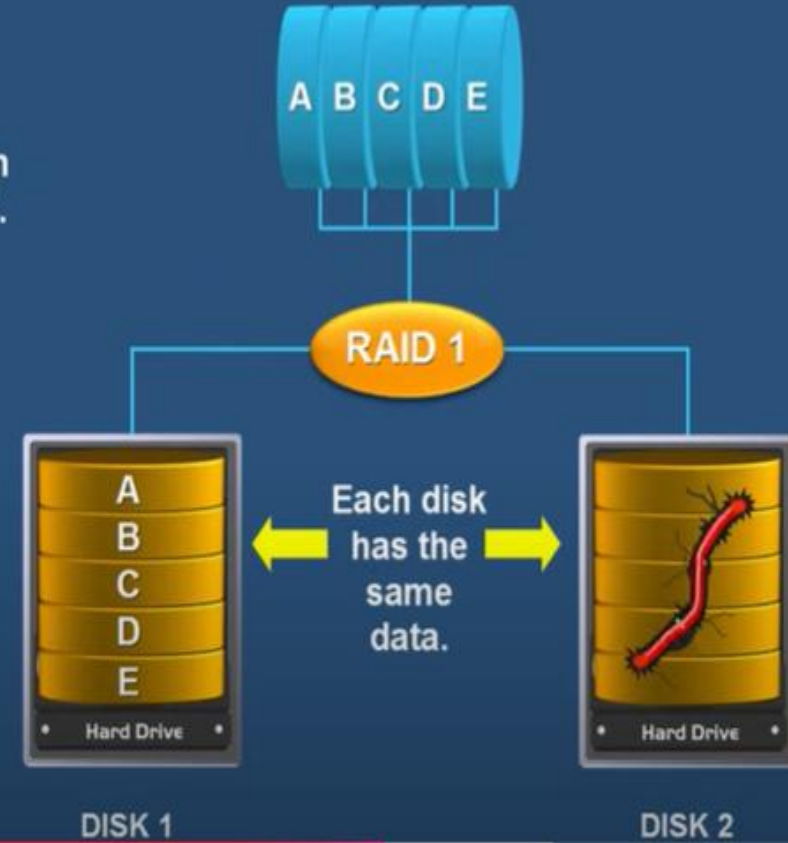 A B C D E
RAID 1
A
B
C
D
E
Each disk
has the
same
data.
Hard Drive
Hard Drive
DISK 1
DISK 2